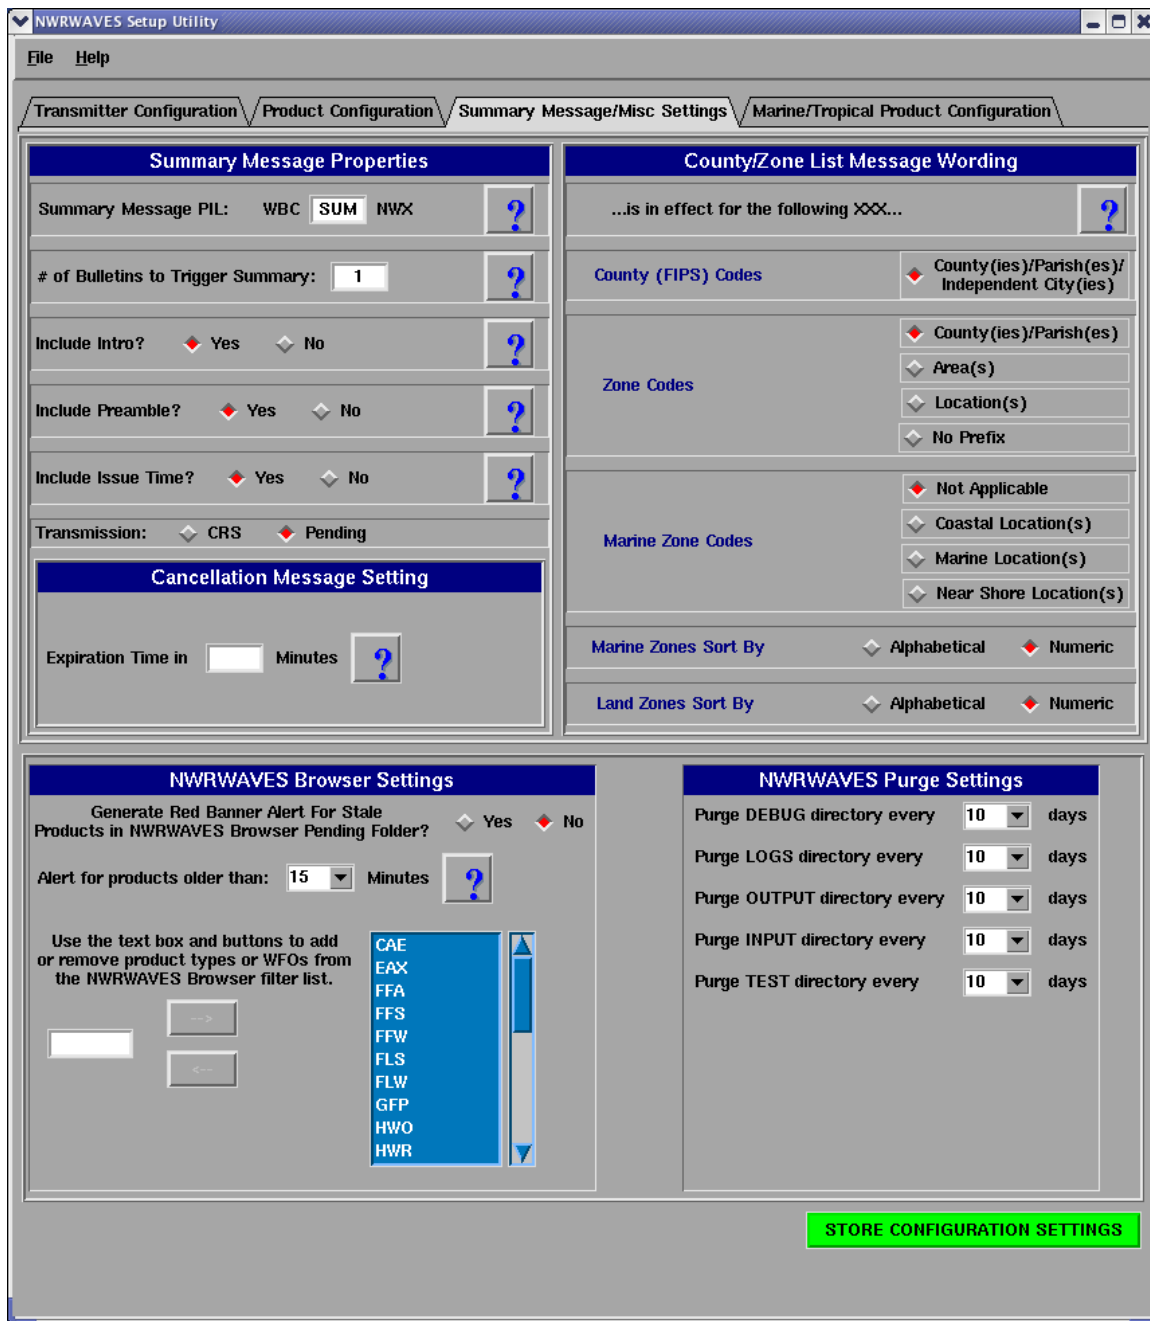 NWRWAVES Setup Utility
File Help
Transmitter Configuration Product Configuration Summary Message/Misc Settings Marine/Tropical Product Configuration
Summary Message Properties
Summary Message PIL: WBC SUM NWX ?
# of Bulletins to Trigger Summary: 1 ?
Include Intro? Yes No ?
Include Preamble? Yes No ?
Include Issue Time? Yes No ?
Transmission: CRS Pending
Cancellation Message Setting
Expiration Time in Minutes ?
County/Zone List Message Wording
...is in effect for the following XXX... ?
County (FIPS) Codes
County(ies)/Parish(es)/
Independent City(ies)
Zone Codes
County(ies)/Parish(es)
Area(s)
Location(s)
No Prefix
Marine Zone Codes
Not Applicable
Coastal Location(s)
Marine Location(s)
Near Shore Location(s)
Marine Zones Sort By Alphabetical Numeric
Land Zones Sort By Alphabetical Numeric
NWRWAVES Browser Settings
Generate Red Banner Alert For Stale
Products in NWRWAVES Browser Pending Folder? Yes No
Alert for products older than: 15 Minutes ?
Use the text box and buttons to add
or remove product types or WFOs from
the NWRWAVES Browser filter list.
-->
<--
CAE
EAX
FFA
FFS
FFW
FLS
FLW
GFP
HWO
HWR
NWRWAVES Purge Settings
Purge DEBUG directory every 10 days
Purge LOGS directory every 10 days
Purge OUTPUT directory every 10 days
Purge INPUT directory every 10 days
Purge TEST directory every 10 days
STORE CONFIGURATION SETTINGS